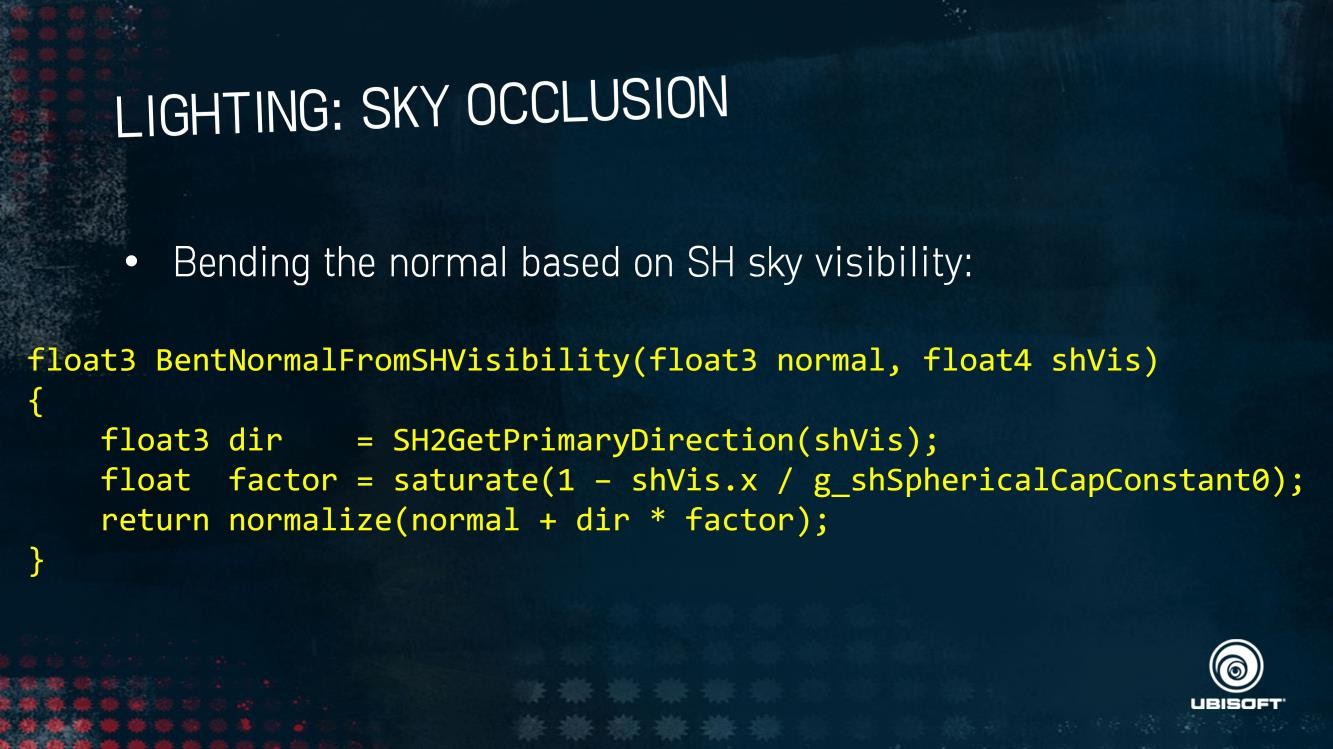 LIGHTING: SKY OCCLUSION
• Bending the normal based on SH sky visibility:
float3 BentNormalFromSHVisibility(float3 normal, float4 shVis)
{
    float3 dir    = SH2GetPrimaryDirection(shVis);
    float  factor = saturate(1 – shVis.x / g_shSphericalCapConstant0);
    return normalize(normal + dir * factor);
}
UBISOFT